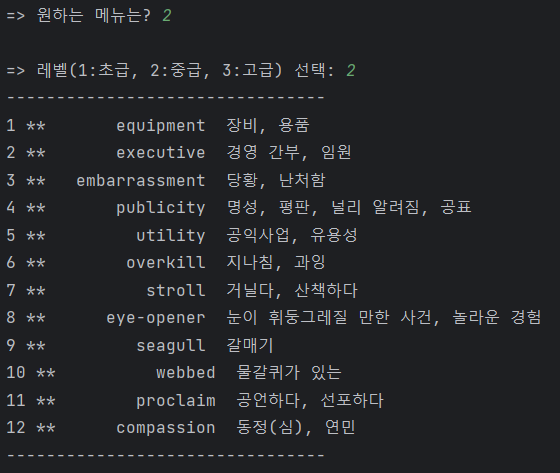 => 원하는 메뉴는? 2
=> 레벨(1:초급, 2:중급, 3:고급) 선택: 2
--------------------------------
1 ** equipment 장비, 용품
2 ** executive 경영 간부, 임원
3 ** embarrassment 당황, 난처함
4 ** publicity 명성, 평판, 널리 알려짐, 공표
5 ** utility 공익사업, 유용성
6 ** overkill 지나침, 과잉
7 ** stroll 거닐다, 산책하다
8 ** eye-opener 눈이 휘둥그레질 만한 사건, 놀라운 경험
9 ** seagull 갈매기
10 ** webbed 물갈퀴가 있는
11 ** proclaim 공언하다, 선포하다
12 ** compassion 동정(심), 연민
--------------------------------